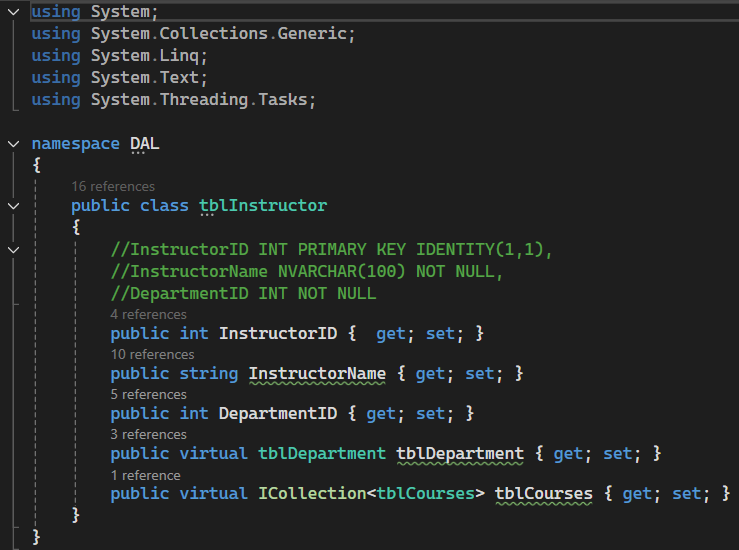 using System;
using System.Collections.Generic;
using System.Linq;
using System.Text;
using System.Threading.Tasks;
namespace DAL
{
16 references
public class tblInstructor
{
//InstructorID INT PRIMARY KEY IDENTITY(1,1),
//InstructorName NVARCHAR(100) NOT NULL,
//DepartmentID INT NOT NULL
4 references
public int InstructorID {  get; set; }
10 references
public string InstructorName { get; set; }
5 references
public int DepartmentID { get; set; }
3 references
public virtual tblDepartment tblDepartment { get; set; }
1 reference
public virtual ICollection<tblCourses> tblCourses { get; set; }
}
}